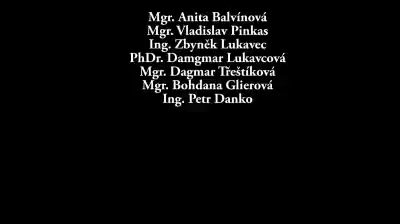 Mgr. Anita Balvínová
Mgr. Vladislav Pinkas
Ing. Zbyněk Lukavec
PhDr. Damgmar Lukavcová
Mgr. Dagmar Třeštíková
Mgr. Bohdana Glierová
Ing. Petr Danko